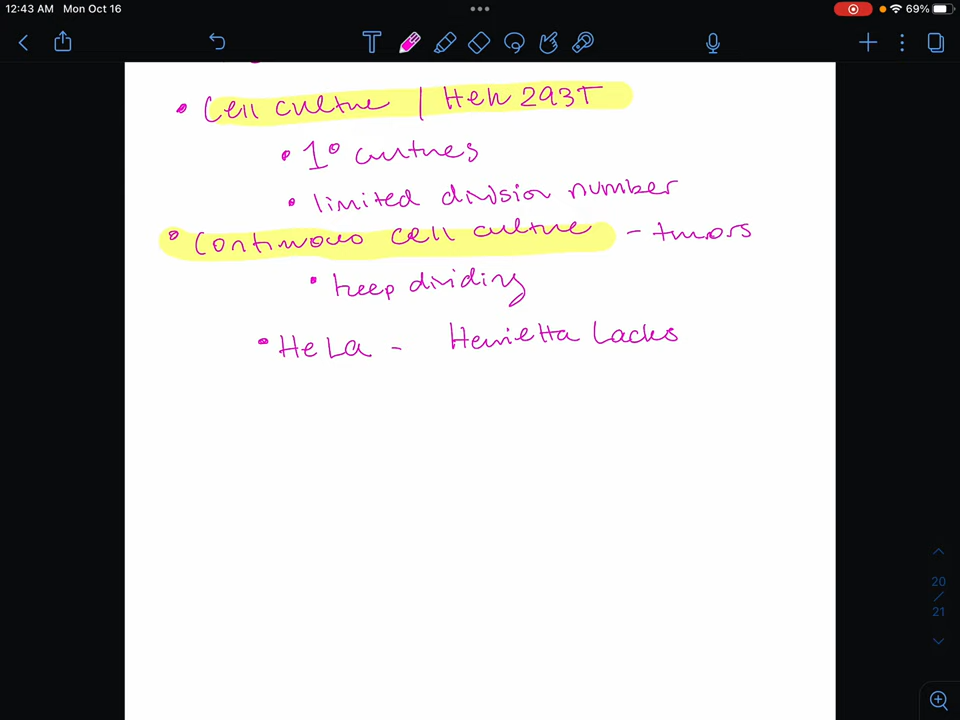 12:43 AM Mon Oct 16
69%
• Cell culture | Hek 293T
• 1° cultures
• limited division number
• Continuous cell culture - tumors
• keep dividing
• HeLa - Henrietta Lacks
20
/
21